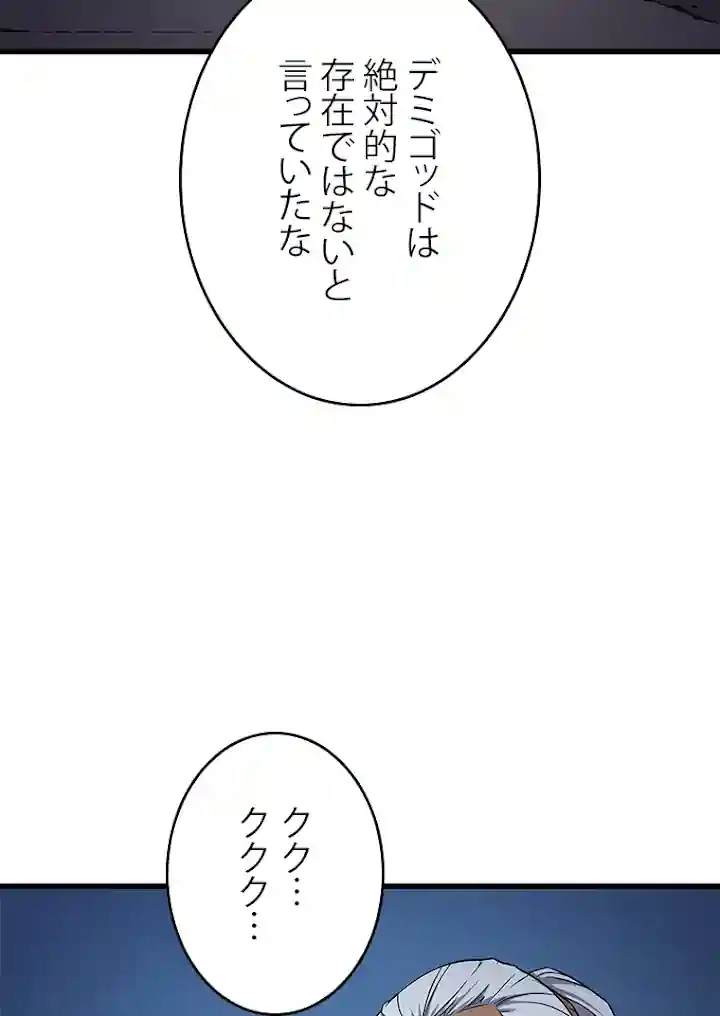 デミゴッドは
絶対的な
存在ではないと
言っていたな
クク…
ククク…